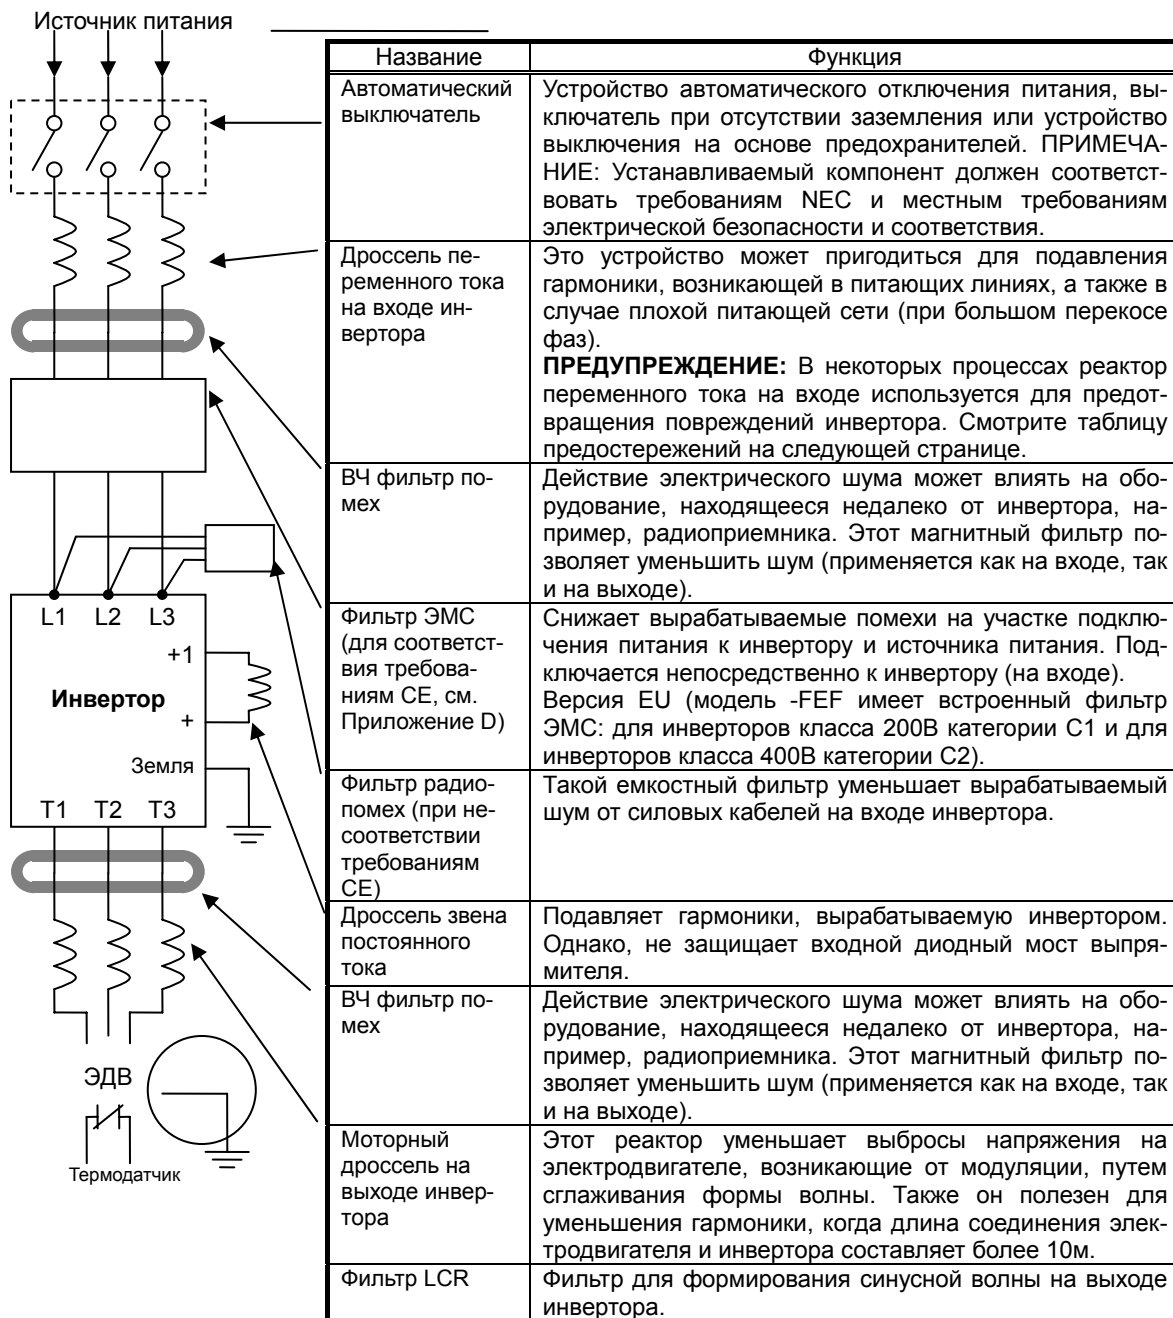 Источник питания
Название
Функция
Автоматический
выключатель
Устройство автоматического отключения питания, вы-
ключатель при отсутствии заземления или устройство
выключения на основе предохранителей. ПРИМЕЧА-
НИЕ: Устанавливаемый компонент должен соответст-
вовать требованиям NEC и местным требованиям
электрической безопасности и соответствия.
Дроссель пе-
ременного тока
на входе ин-
вертора
Это устройство может пригодиться для подавления
гармоники, возникающей в питающих линиях, а также в
случае плохой питающей сети (при большом перекосе
фаз).
ПРЕДУПРЕЖДЕНИЕ: В некоторых процессах реактор
переменного тока на входе используется для предот-
вращения повреждений инвертора. Смотрите таблицу
предостережений на следующей странице.
ВЧ фильтр по-
мех
Действие электрического шума может влиять на обо-
рудование, находящееся недалеко от инвертора, на-
пример, радиоприемника. Этот магнитный фильтр по-
зволяет уменьшить шум (применяется как на входе, так
и на выходе).
Фильтр ЭМС
(для соответст-
вия требова-
ниям CE, см.
Приложение D)
Снижает вырабатываемые помехи на участке подклю-
чения питания к инвертору и источника питания. Под-
ключается непосредственно к инвертору (на входе).
Версия EU (модель -FEF имеет встроенный фильтр
ЭМС: для инверторов класса 200В категории С1 и для
инверторов класса 400В категории С2).
Фильтр радио-
помех (при не-
соответствии
требованиям
CE)
Такой емкостный фильтр уменьшает вырабатываемый
шум от силовых кабелей на входе инвертора.
Дроссель звена
постоянного
тока
Подавляет гармоники, вырабатываемую инвертором.
Однако, не защищает входной диодный мост выпря-
мителя.
ВЧ фильтр по-
мех
Действие электрического шума может влиять на обо-
рудование, находящееся недалеко от инвертора, на-
пример, радиоприемника. Этот магнитный фильтр по-
зволяет уменьшить шум (применяется как на входе, так
и на выходе).
Моторный
дроссель на
выходе инвер-
тора
Этот реактор уменьшает выбросы напряжения на
электродвигателе, возникающие от модуляции, путем
сглаживания формы волны. Также он полезен для
уменьшения гармоники, когда длина соединения элек-
тродвигателя и инвертора составляет более 10м.
Фильтр LCR
Фильтр для формирования синусной волны на выходе
инвертора.
L1 L2 L3
+1
Инвертор
+
Земля
T1 T2 T3
ЭДВ
Термодатчик